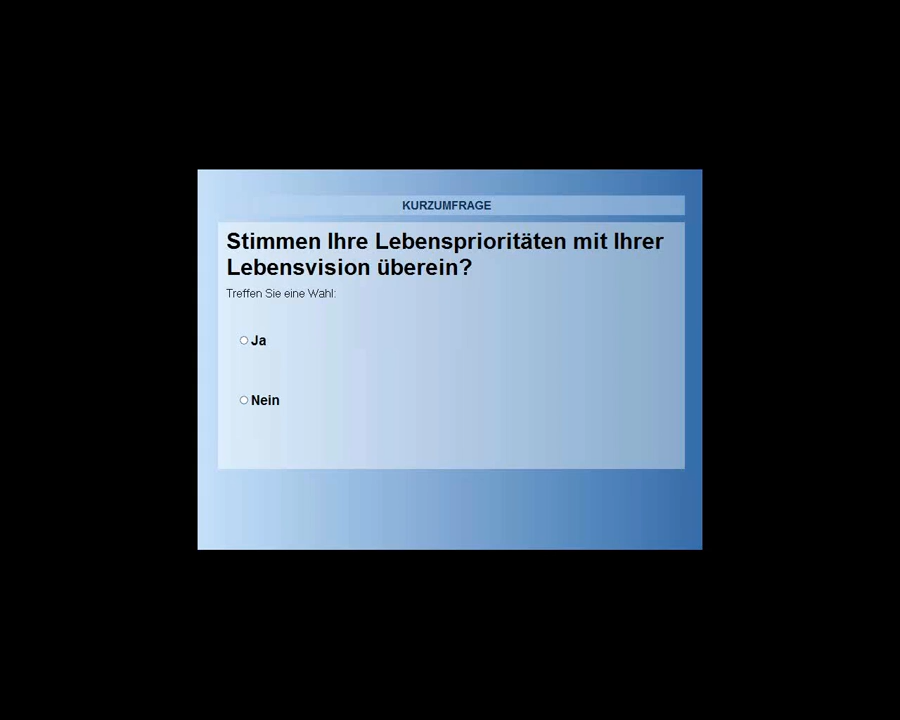 KURZUMFRAGE
Stimmen Ihre Lebensprioritäten mit Ihrer
Lebensvision überein?
Treffen Sie eine Wahl:
Ja
Nein